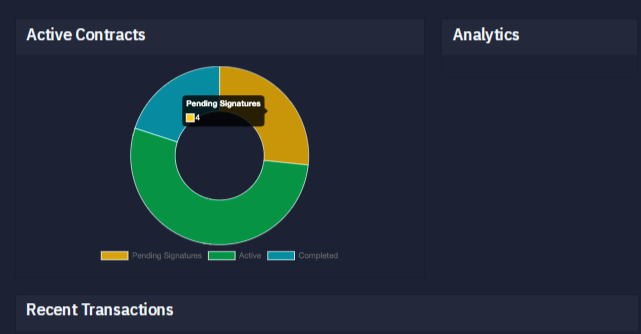 Active Contracts
Analytics
Pending Signatures
4
Pending Signatures Active Completed
Recent Transactions